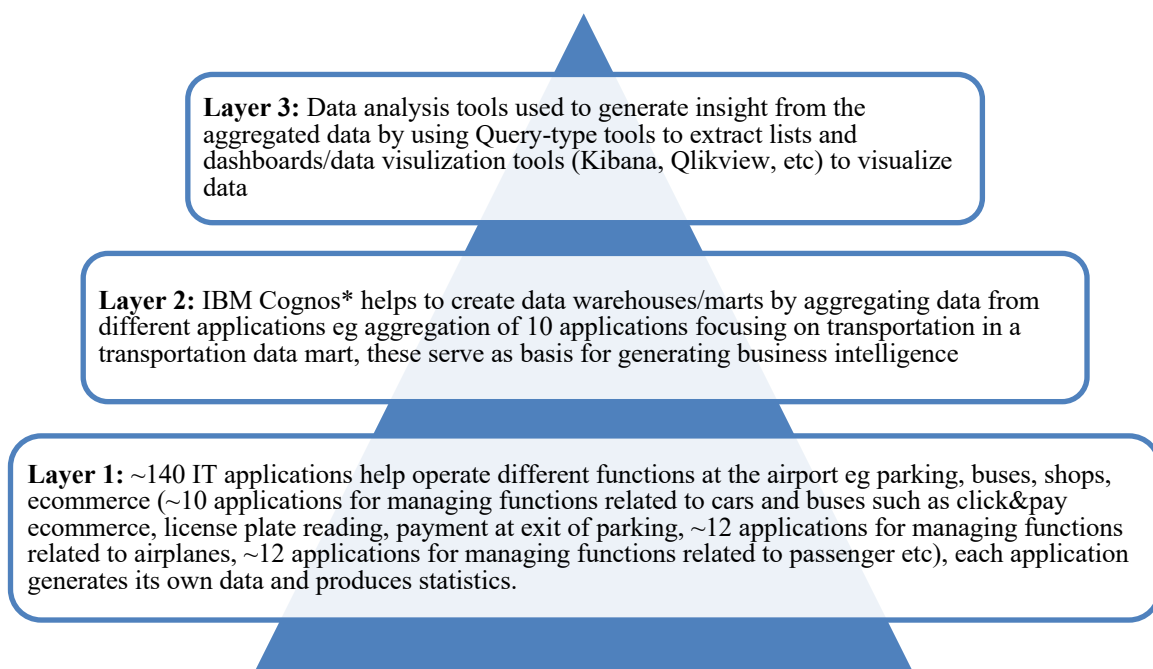 Layer 3: Data analysis tools used to generate insight from the
aggregated data by using Query-type tools to extract lists and
dashboards/data visulization tools (Kibana, Qlikview, etc) to visualize
data
Layer 2: IBM Cognos* helps to create data warehouses/marts by aggregating data from
different applications eg aggregation of 10 applications focusing on transportation in a
transportation data mart, these serve as basis for generating business intelligence
Layer 1: ~140 IT applications help operate different functions at the airport eg parking, buses, shops,
ecommerce (~10 applications for managing functions related to cars and buses such as click&pay
ecommerce, license plate reading, payment at exit of parking, ~12 applications for managing functions
related to airplanes, ~12 applications for managing functions related to passenger etc), each application
generates its own data and produces statistics.